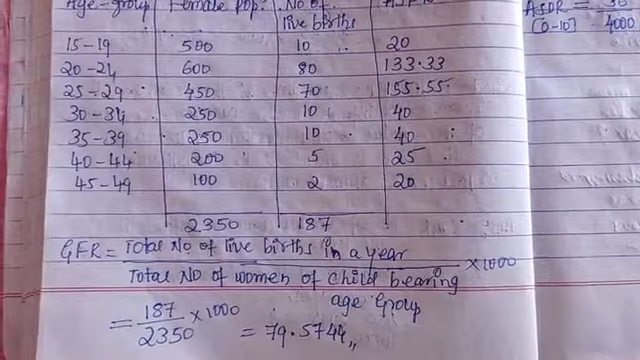 Age-group Female pop. No of live births
ASDR =
[0-10] 4000
15-19 500 10 20
20-24 600 80 133.33
25-29 450 70 155.55
30-34 250 10 40
35-39 250 10 40
40-44 200 5 25
45-49 100 2 20
2350 187
GFR = Total No of live births in a year
Total No of women of child bearing age Group × 1000
= 187/2350 × 1000 = 79.5744,,